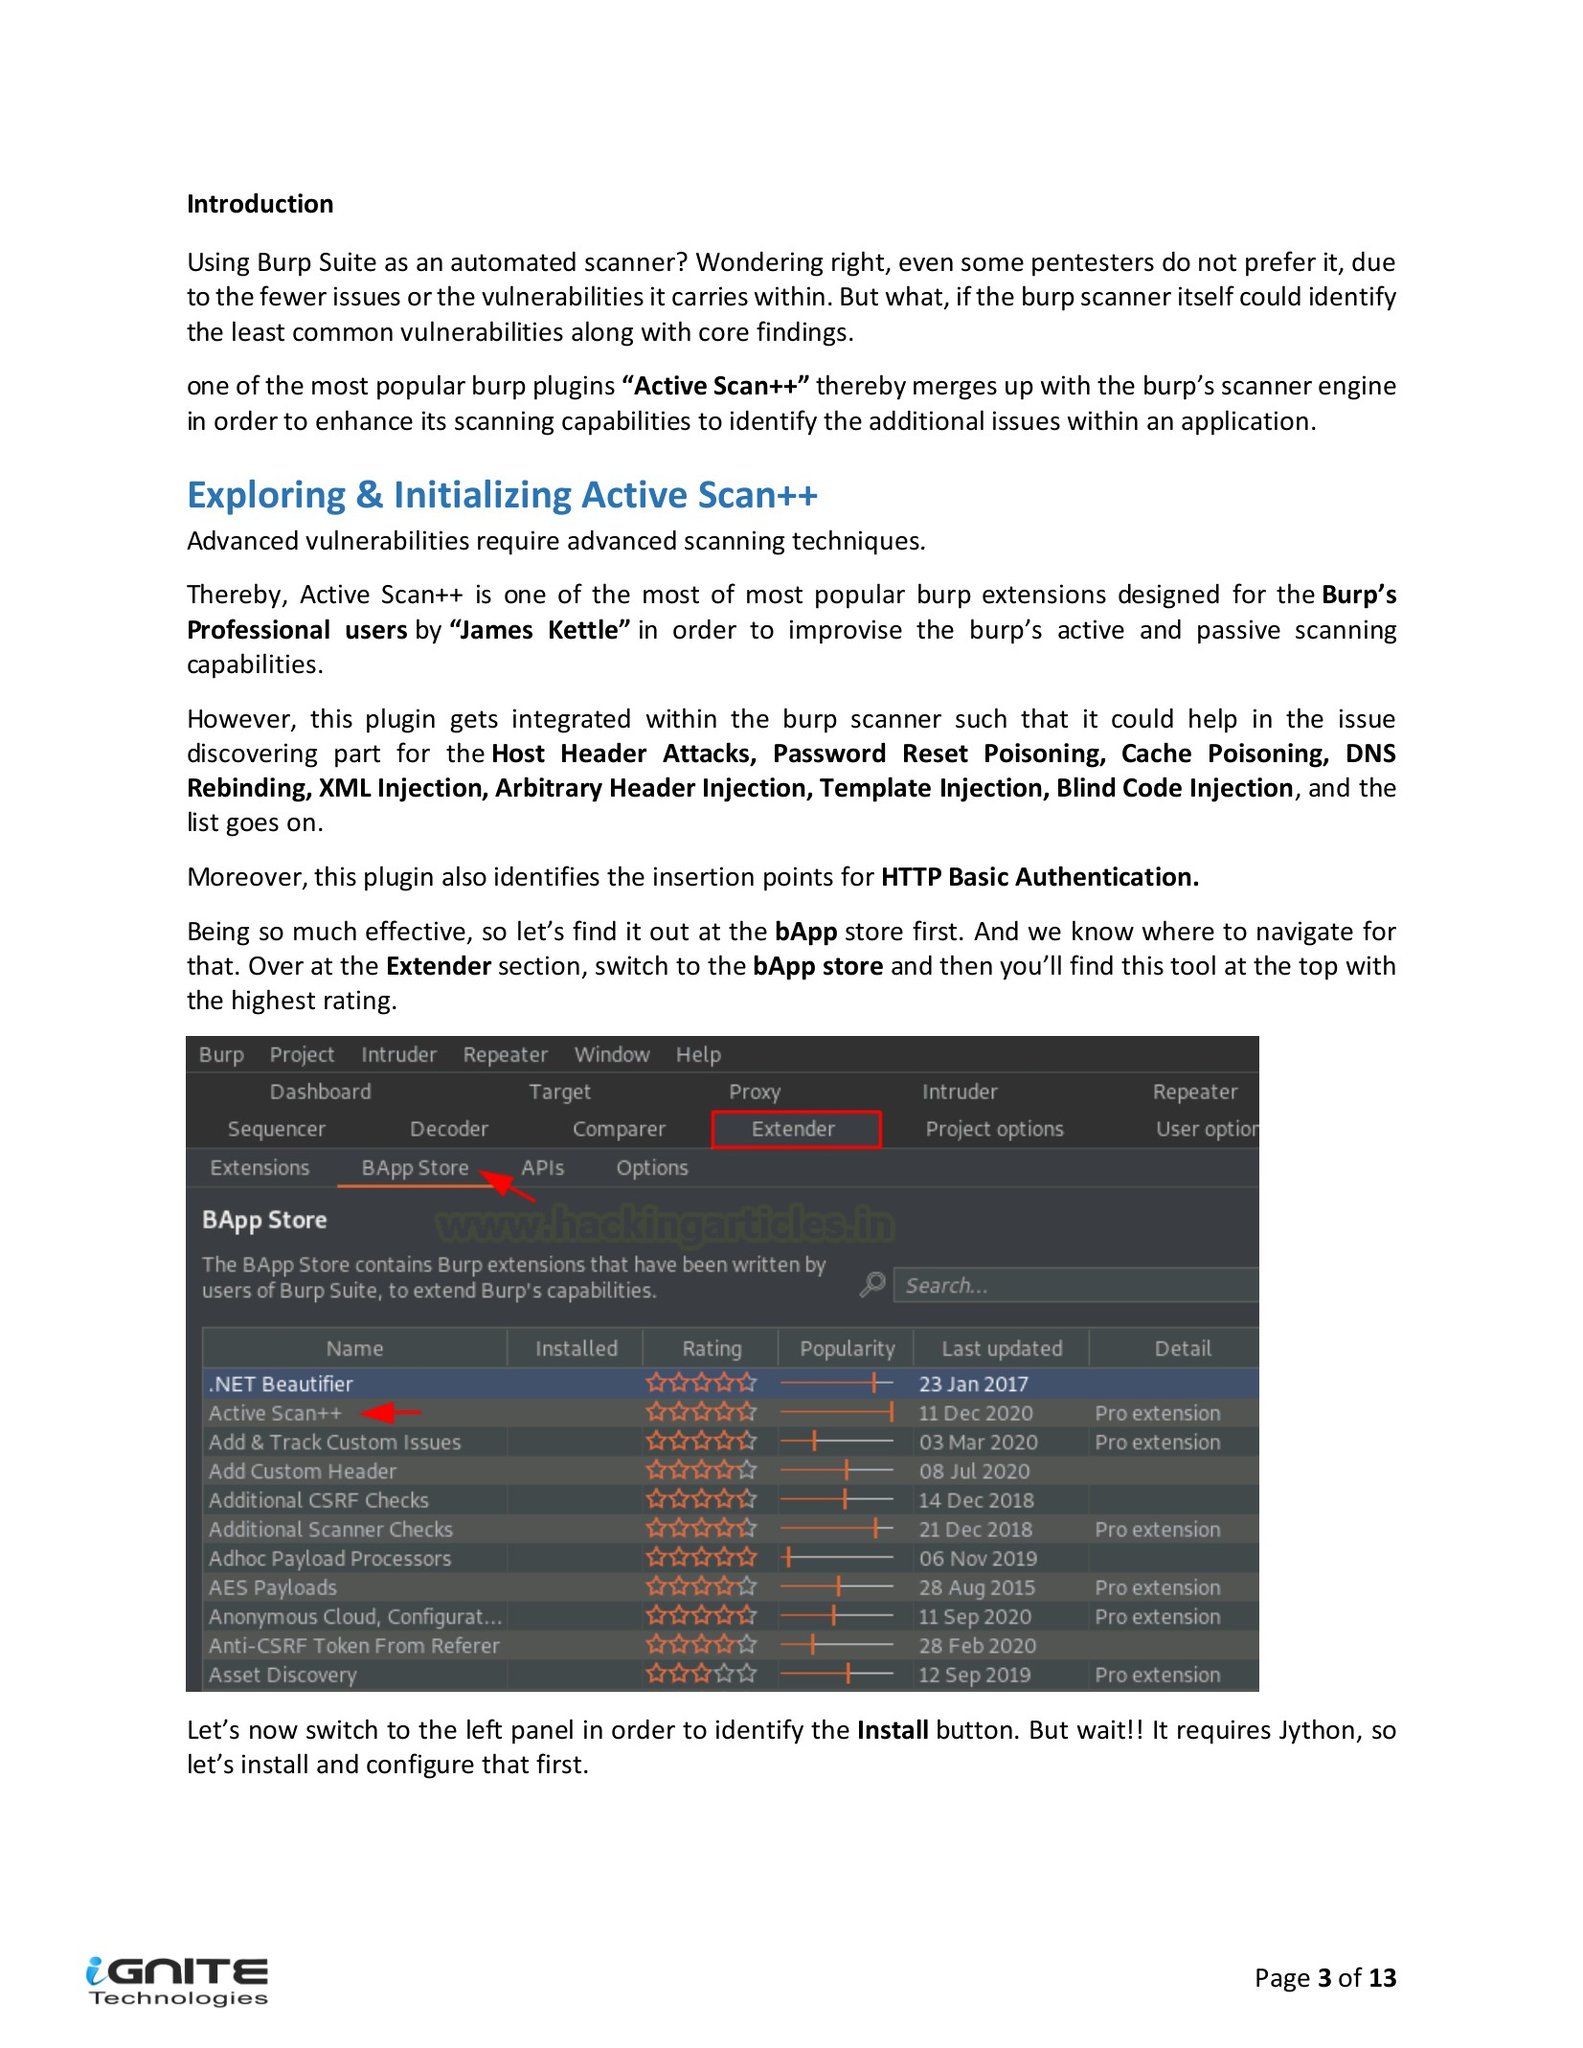 Introduction
Using Burp Suite as an automated scanner? Wondering right, even some pentesters do not prefer it, due
to the fewer issues or the vulnerabilities it carries within. But what, if the burp scanner itself could identify
the least common vulnerabilities along with core findings.
one of the most popular burp plugins “Active Scan++” thereby merges up with the burp’s scanner engine
in order to enhance its scanning capabilities to identify the additional issues within an application.
Exploring & Initializing Active Scan++
Advanced vulnerabilities require advanced scanning techniques.
Thereby, Active Scan++ is one of the most of most popular burp extensions designed for the Burp’s
Professional users by “James Kettle” in order to improvise the burp’s active and passive scanning
capabilities.
However, this plugin gets integrated within the burp scanner such that it could help in the issue
discovering part for the Host Header Attacks, Password Reset Poisoning, Cache Poisoning, DNS
Rebinding, XML Injection, Arbitrary Header Injection, Template Injection, Blind Code Injection, and the
list goes on.
Moreover, this plugin also identifies the insertion points for HTTP Basic Authentication.
Being so much effective, so let’s find it out at the bApp store first. And we know where to navigate for
that. Over at the Extender section, switch to the bApp store and then you’ll find this tool at the top with
the highest rating.
Burp Project Intruder Repeater Window Help
Dashboard Target Proxy Intruder Repeater
Sequencer Decoder Comparer Extender Project options User option
Extensions BApp Store APIs Options
BApp Store
www.hackingarticles.in
The BApp Store contains Burp extensions that have been written by
users of Burp Suite, to extend Burp's capabilities.
Search...
Name Installed Rating Popularity Last updated Detail
.NET Beautifier 23 Jan 2017
Active Scan++ 11 Dec 2020 Pro extension
Add & Track Custom Issues 03 Mar 2020 Pro extension
Add Custom Header 08 Jul 2020
Additional CSRF Checks 14 Dec 2018
Additional Scanner Checks 21 Dec 2018 Pro extension
Adhoc Payload Processors 06 Nov 2019
AES Payloads 28 Aug 2015 Pro extension
Anonymous Cloud, Configurat... 11 Sep 2020 Pro extension
Anti-CSRF Token From Referer 28 Feb 2020
Asset Discovery 12 Sep 2019 Pro extension
Let’s now switch to the left panel in order to identify the Install button. But wait!! It requires Jython, so
let’s install and configure that first.
iGNITE
Technologies
Page 3 of 13